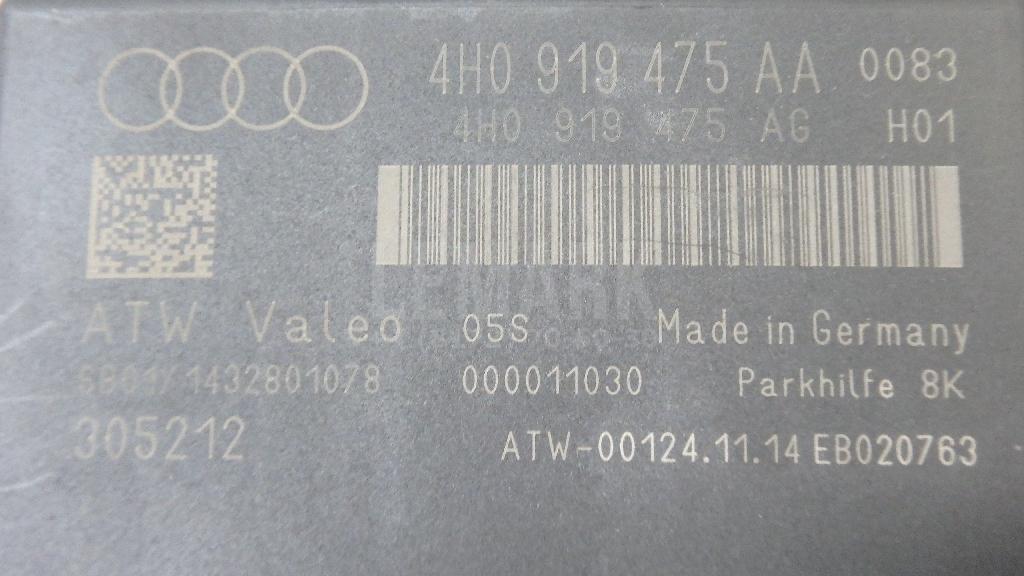 4H0 919 475 AA 0083
4H0 919 475 AG H01
LEMARK
ATW Valeo 05S Made in Germany
1432801078 000011030 Parkhilfe 8K
305212 ATW-00124.11.14 EB020763